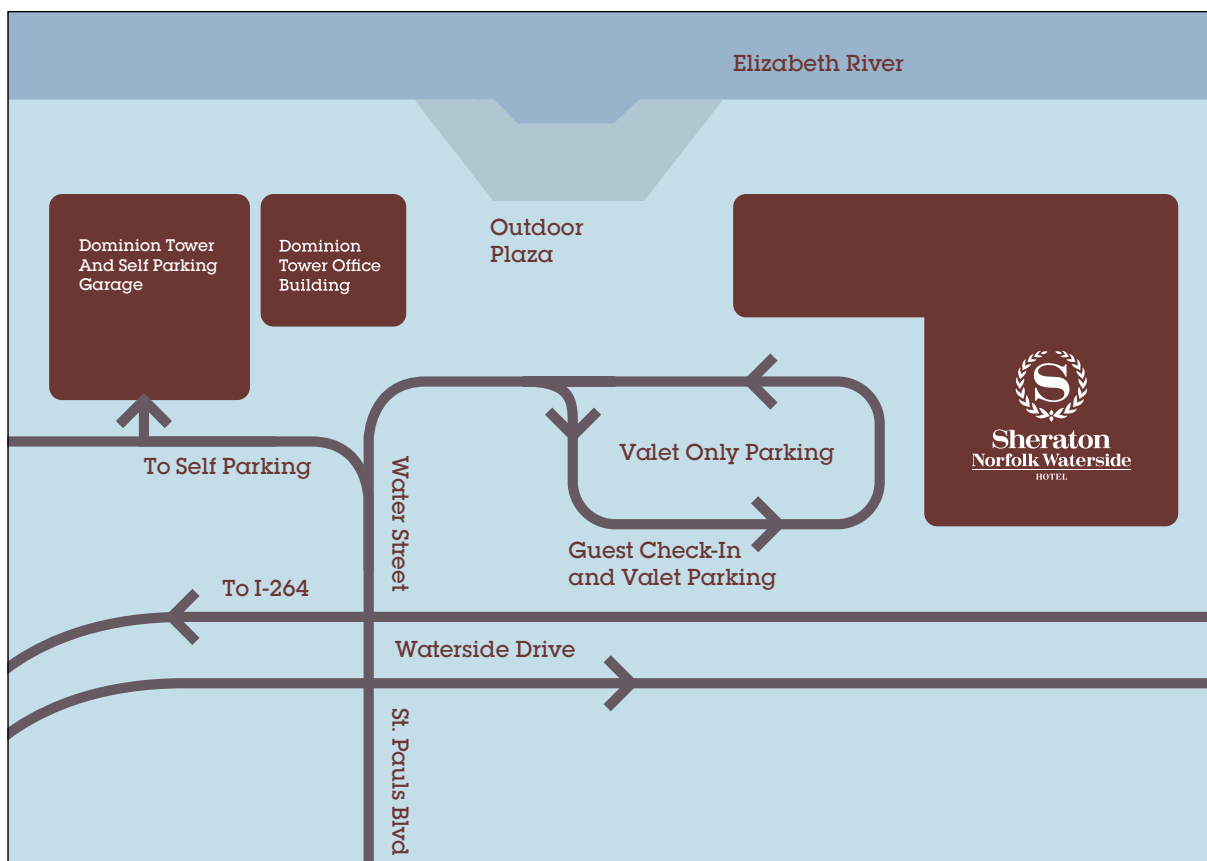 Elizabeth River
Outdoor
Plaza
Dominion Tower
And Self Parking
Garage
Dominion
Tower Office
Building
S
Sheraton
Norfolk Waterside
HOTEL
To Self Parking
Water Street
Valet Only Parking
Guest Check-In
and Valet Parking
To I-264
Waterside Drive
St. Pauls Blvd